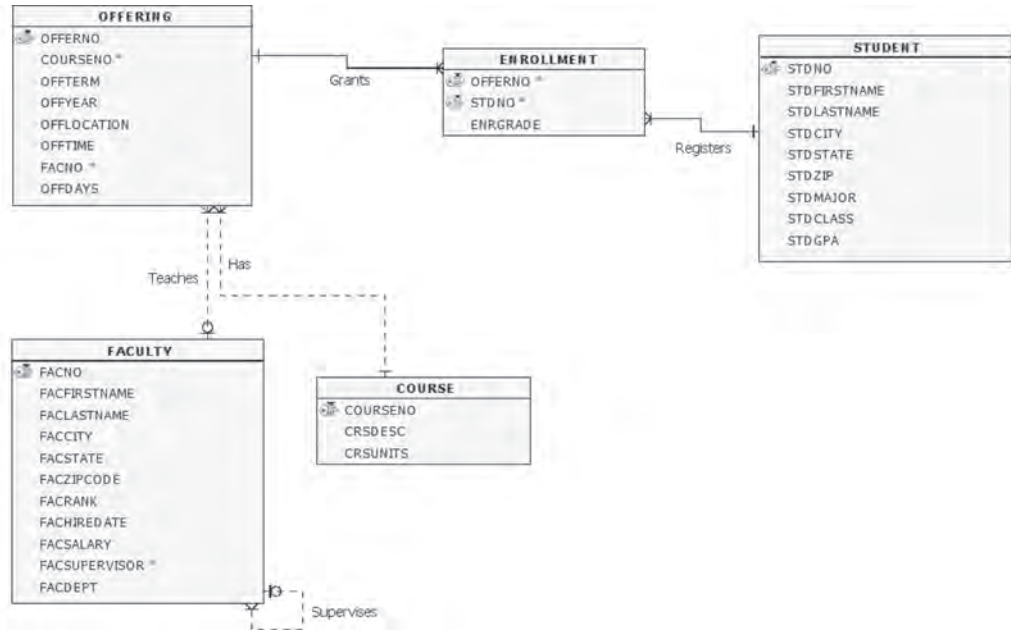 OFFERING
OFFERNO
COURSENO *
OFFTERM
OFFYEAR
OFFLOCATION
OFFTIME
FACNO *
OFFDAYS
Grants
ENROLLMENT
OFFERNO *
STDNO *
ENRGRADE
Registers
STUDENT
STDNO
STDFIRSTNAME
STDLASTNAME
STDCITY
STDSTATE
STDZIP
STDMAJOR
STDCLASS
STDGPA
Teaches
Has
FACULTY
FACNO
FACFIRSTNAME
FACLASTNAME
FACCITY
FACSTATE
FACZIPCODE
FACRANK
FACHIREDATE
FACSALARY
FACSUPERVISOR *
FACDEPT
Supervises
COURSE
COURSENO
CRSDESC
CRSUNITS